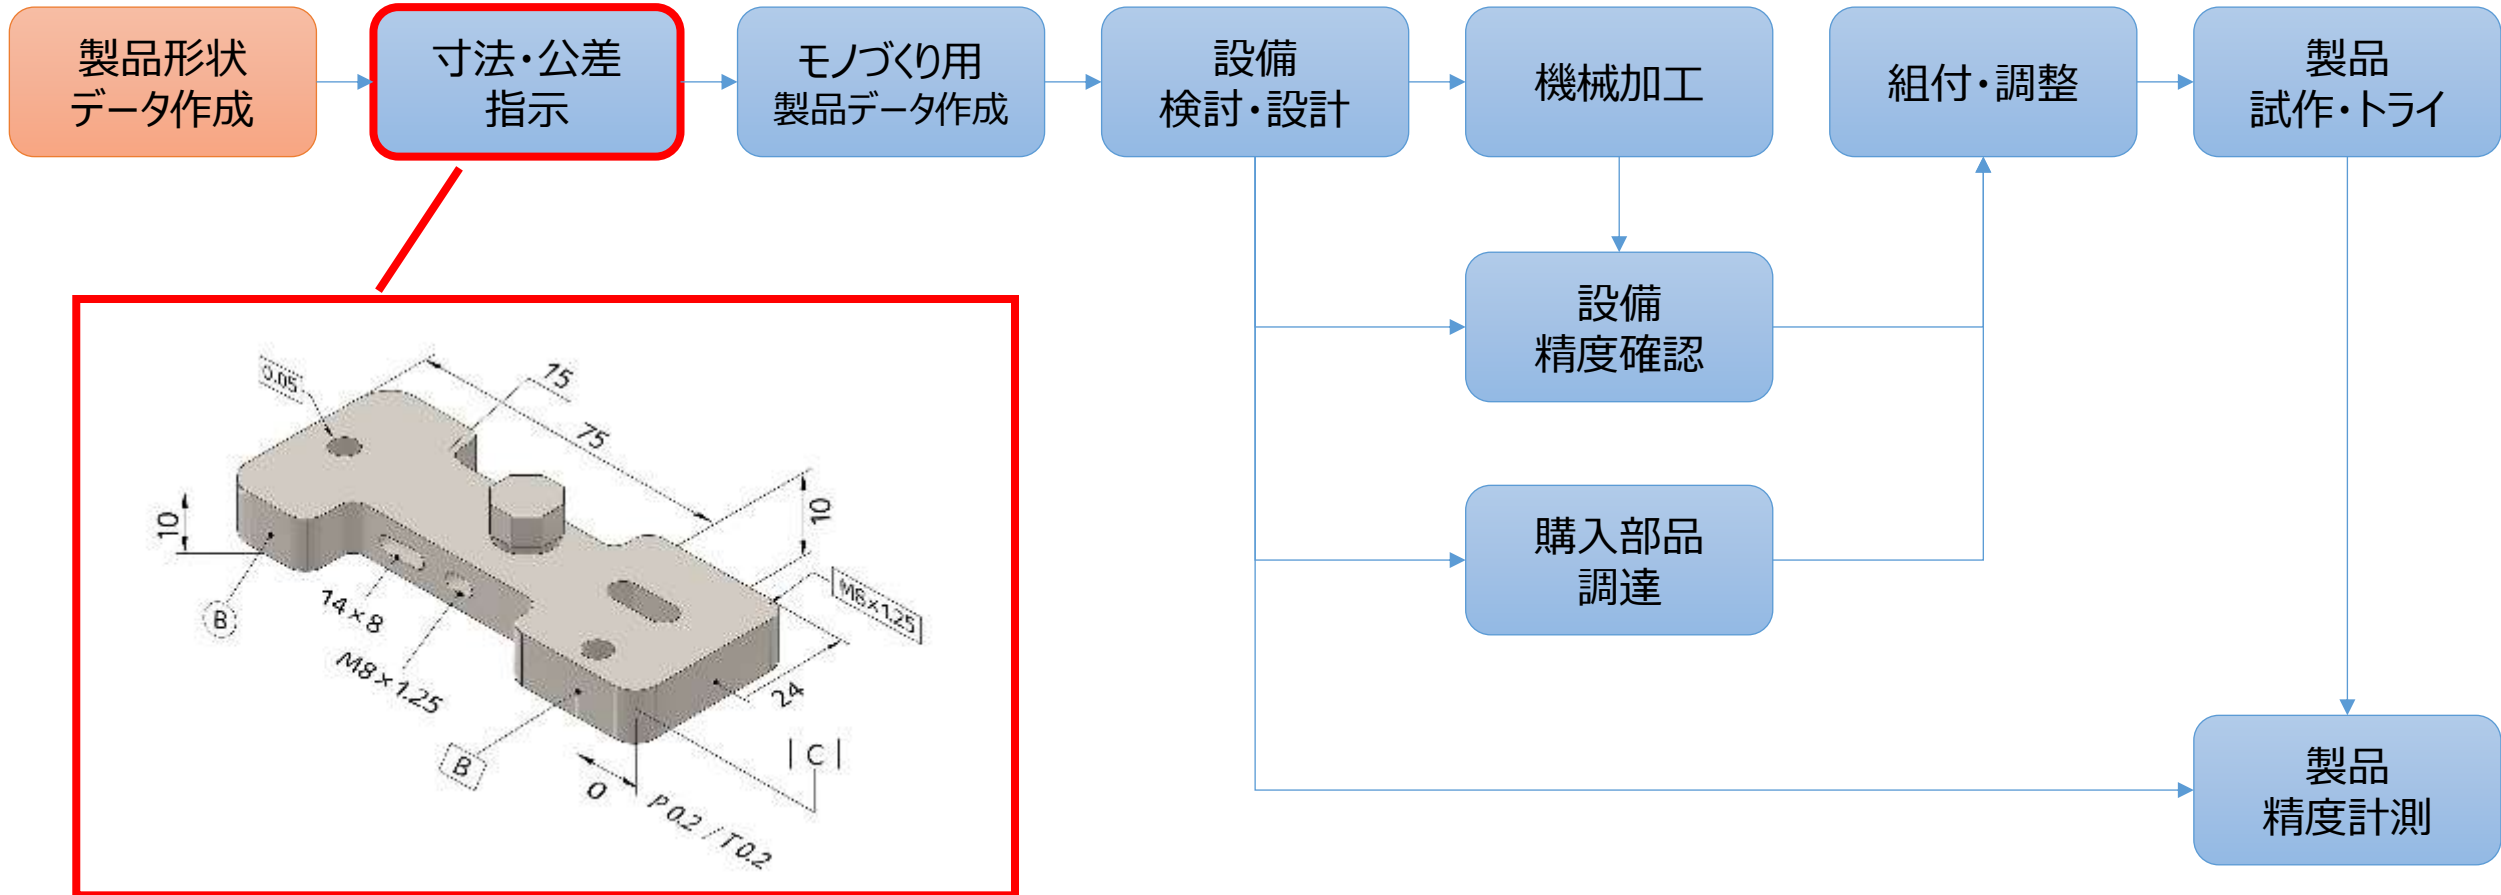 製品形状
データ作成
寸法・公差
指示
モノづくり用
製品データ作成
設備
検討・設計
機械加工
組付・調整
製品
試作・トライ
設備
精度確認
購入部品
調達
製品
精度計測
0.05
15
75
10
10
M8×1.25
B
14×8
M8×1.25
24
B
| C |
0
P 0.2 / T 0.2